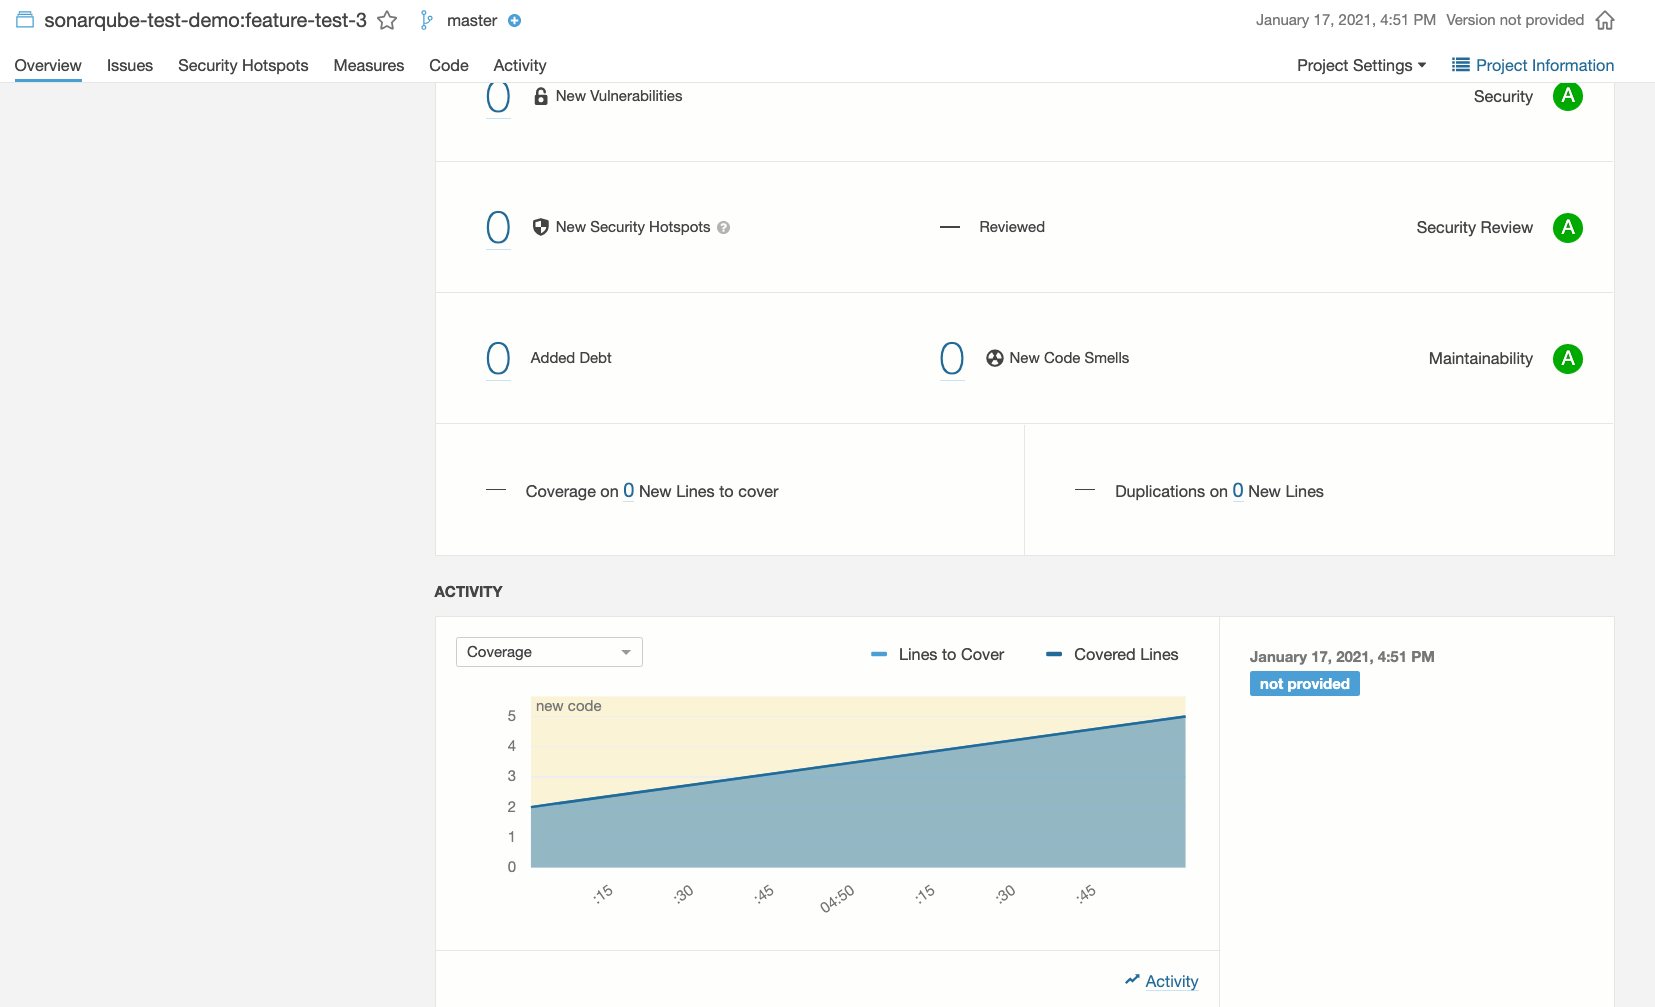 sonarqube-test-demo:feature-test-3 master January 17, 2021, 4:51 PM Version not provided
Overview Issues Security Hotspots Measures Code Activity Project Settings Project Information
0 New Vulnerabilities Security A
0 New Security Hotspots ? — Reviewed Security Review A
0 Added Debt 0 New Code Smells Maintainability A
— Coverage on 0 New Lines to cover — Duplications on 0 New Lines
ACTIVITY
Coverage Lines to Cover Covered Lines
January 17, 2021, 4:51 PM
not provided
new code
5
4
3
2
1
0
:15 :30 :45 04:50 :15 :30 :45
Activity